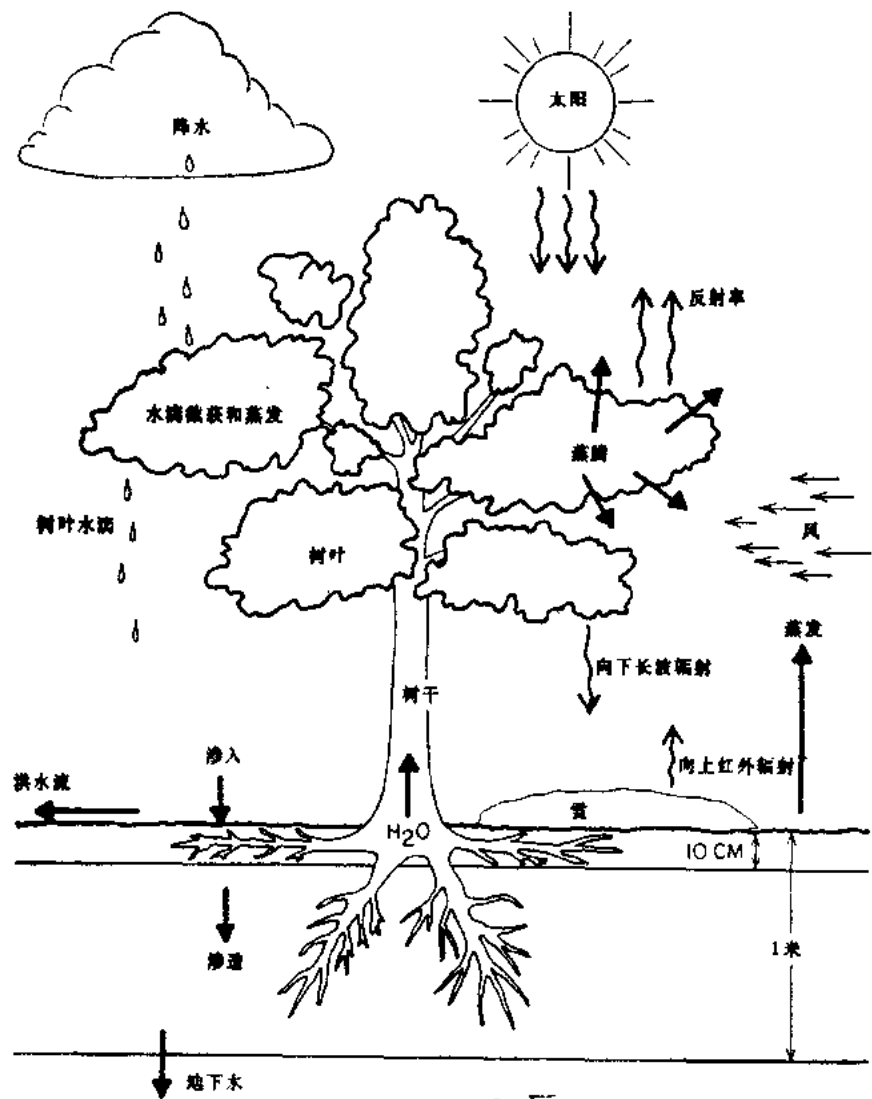 降水
太阳
反射率
水滴截获和蒸发
蒸腾
树叶水滴
风
树叶
蒸发
向下长波辐射
树干
渗入
向上红外辐射
洪水流
雪
H₂O
10 CM
1米
渗透
地下水